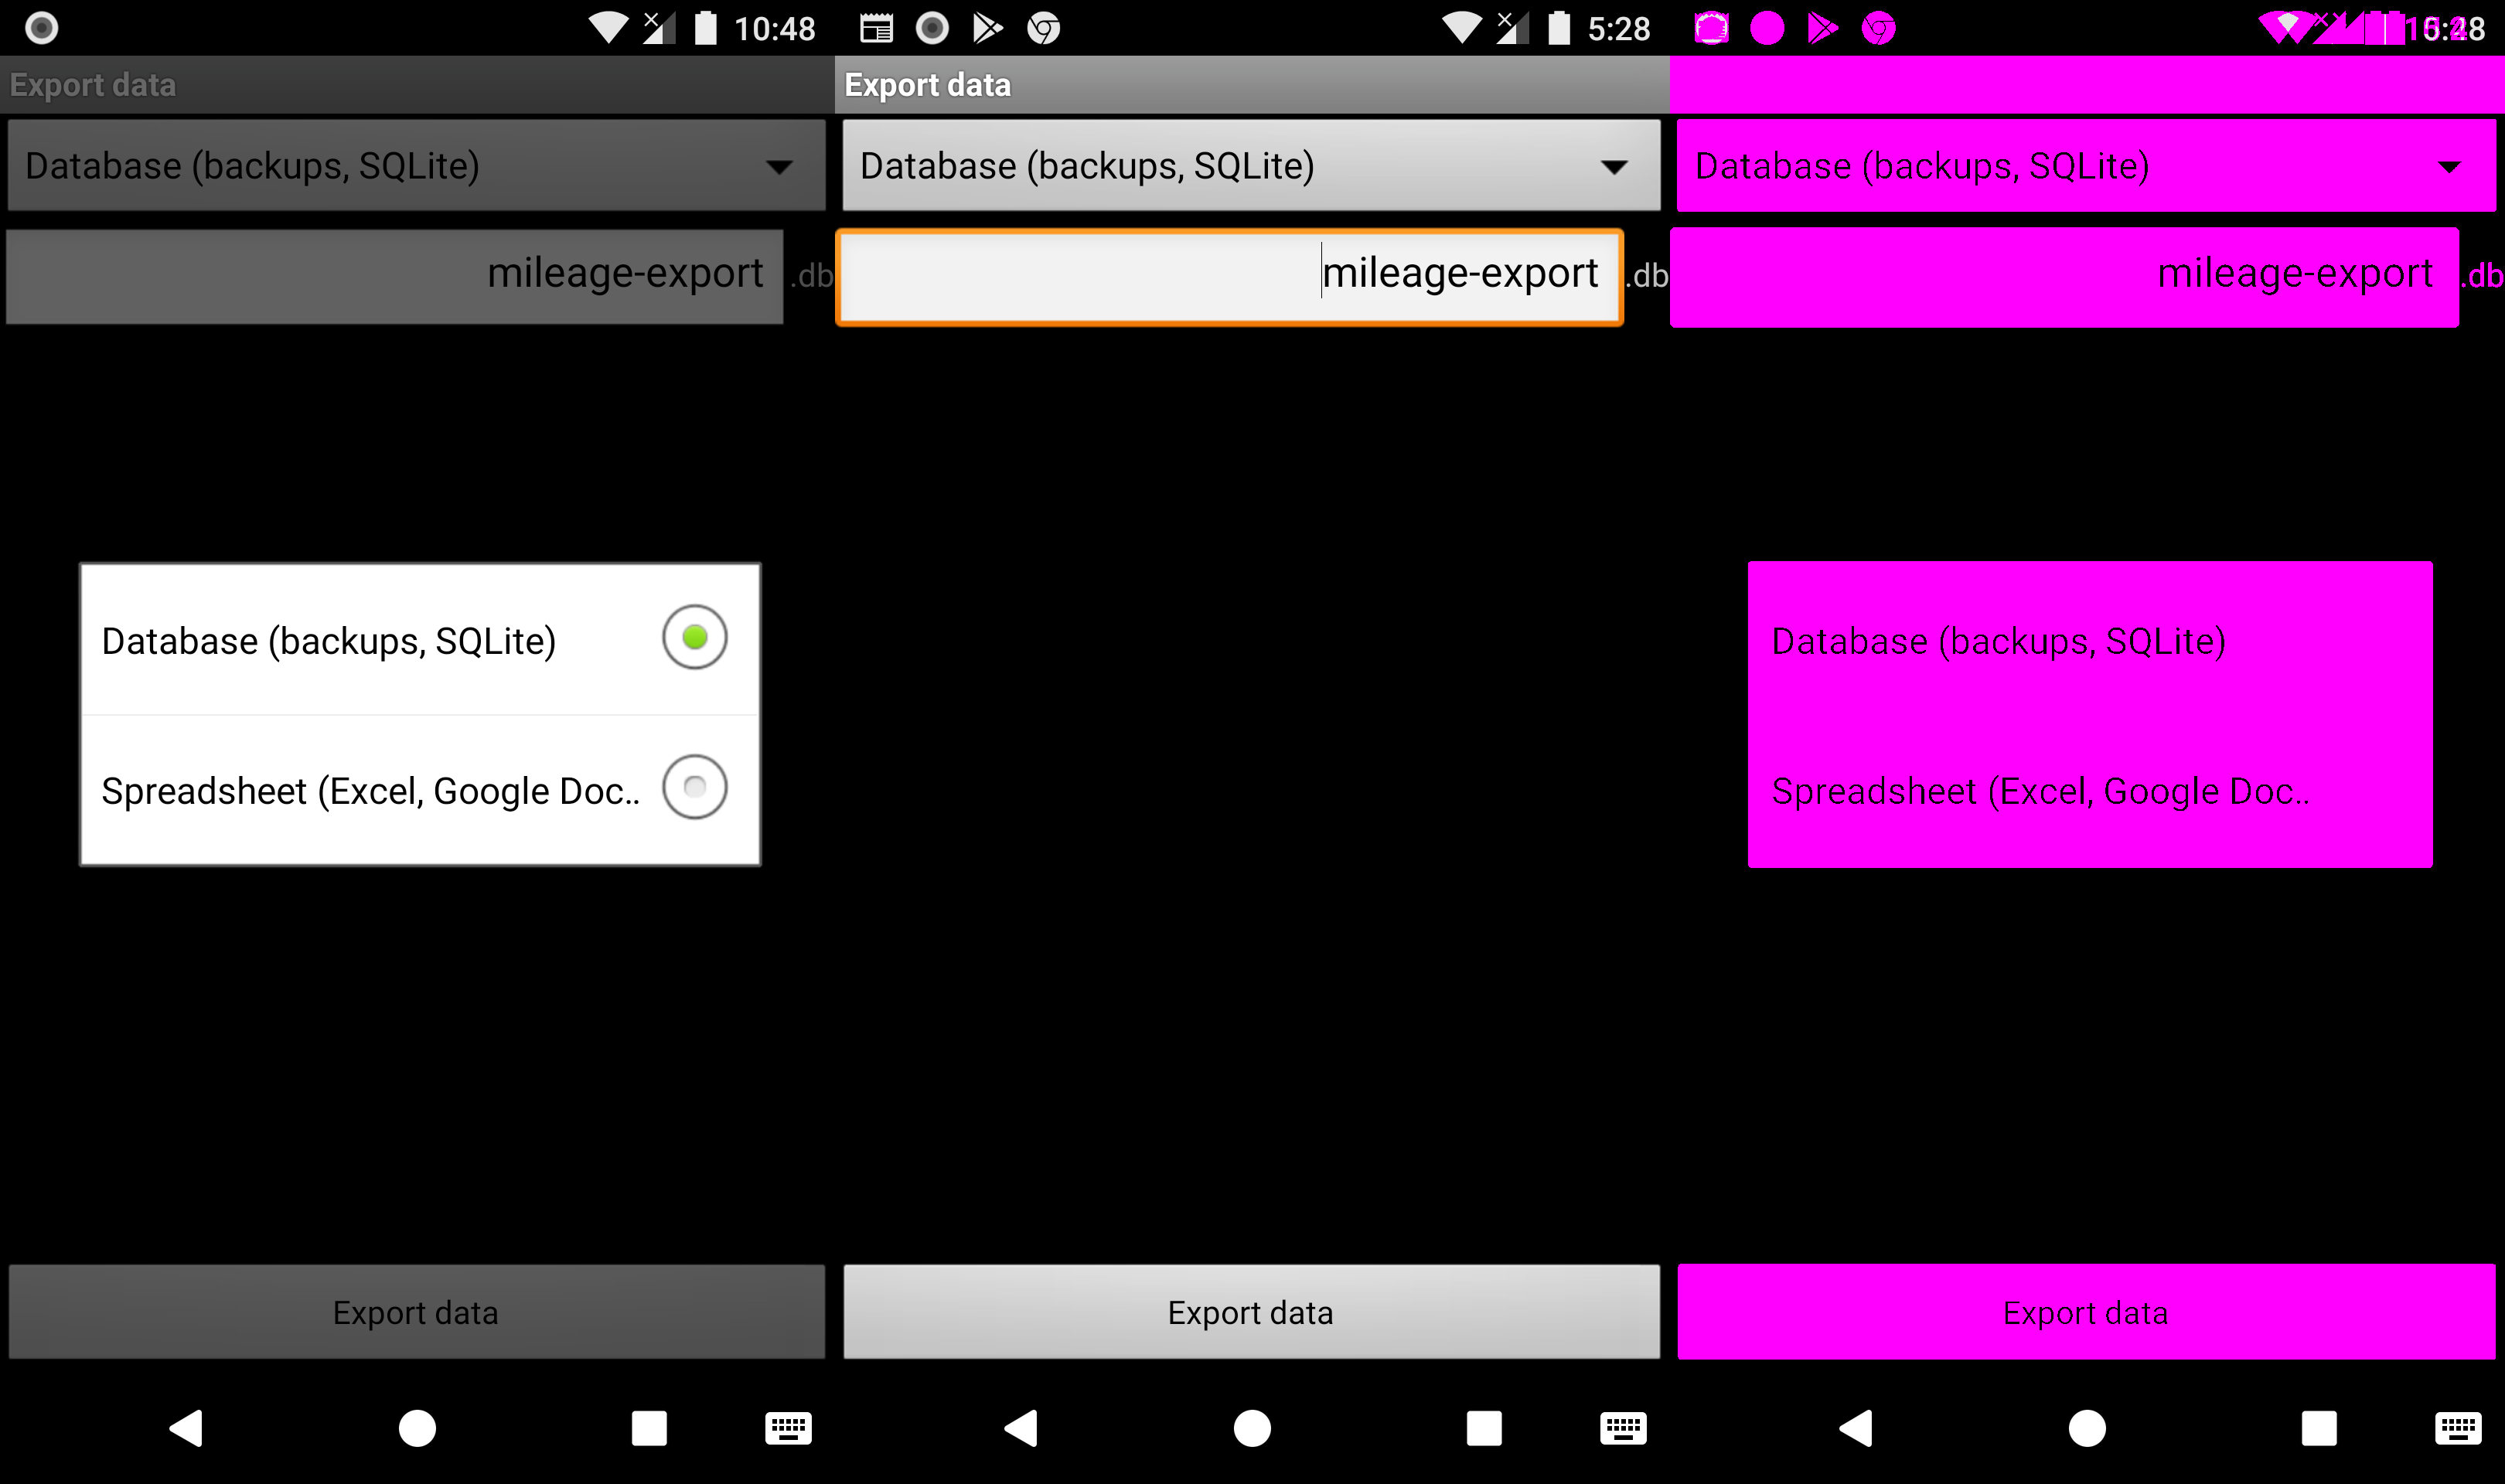 10:48
Export data
Database (backups, SQLite)
mileage-export .db
Database (backups, SQLite)
Spreadsheet (Excel, Google Doc..
Export data
5:28
Export data
Database (backups, SQLite)
mileage-export .db
Export data
Database (backups, SQLite)
mileage-export .db
Database (backups, SQLite)
Spreadsheet (Excel, Google Doc..
Export data